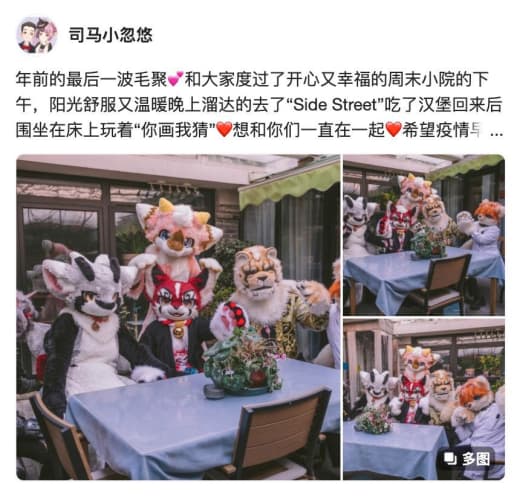 司马小忽悠
年前的最后一波毛聚💕和大家度过了开心又幸福的周末小院的下
午，阳光舒服又温暖晚上溜达的去了“Side Street”吃了汉堡回来后
围坐在床上玩着“你画我猜”❤️想和你们一直在一起❤️希望疫情早 ...
多图